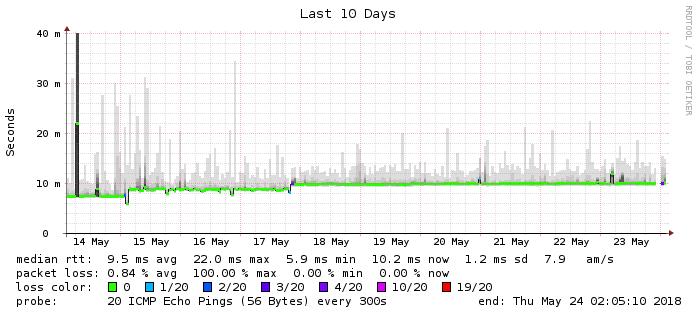 Last 10 Days
RRDTOOL / TOBI OETIKER
Seconds
40 m
30 m
20 m
10 m
0
14 May 15 May 16 May 17 May 18 May 19 May 20 May 21 May 22 May 23 May
median rtt: 9.5 ms avg 22.0 ms max 5.9 ms min 10.2 ms now 1.2 ms sd 7.9 am/s
packet loss: 0.84 % avg 100.00 % max 0.00 % min 0.00 % now
loss color: 0 1/20 2/20 3/20 4/20 10/20 19/20
probe: 20 ICMP Echo Pings (56 Bytes) every 300s end: Thu May 24 02:05:10 2018